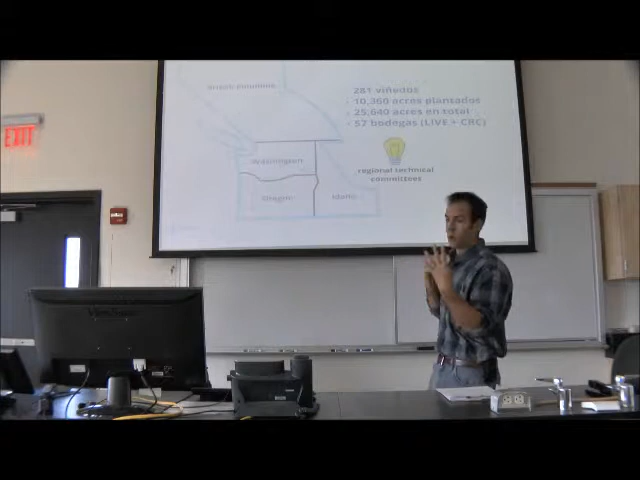 British Columbia
281 viñedos
- 10,360 acres plantados
- 25,640 acres en total
- 57 bodegas (LIVE + CRC)
Washington
regional technical
committees
Oregon
Idaho
EXIT
ViewSonic